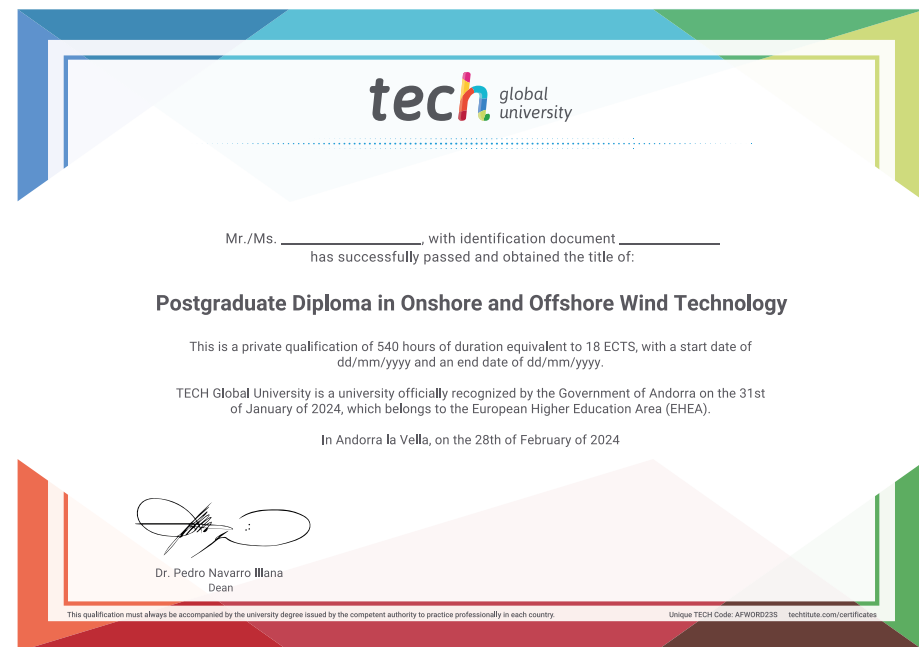 tech global university
Mr./Ms. ____________________, with identification document ______________
has successfully passed and obtained the title of:
Postgraduate Diploma in Onshore and Offshore Wind Technology
This is a private qualification of 540 hours of duration equivalent to 18 ECTS, with a start date of
dd/mm/yyyy and an end date of dd/mm/yyyy.
TECH Global University is a university officially recognized by the Government of Andorra on the 31st
of January of 2024, which belongs to the European Higher Education Area (EHEA).
In Andorra la Vella, on the 28th of February of 2024
Dr. Pedro Navarro Illana
Dean
This qualification must always be accompanied by the university degree issued by the competent authority to practice professionally in each country.
Unique TECH Code: AFWORD23S techtitute.com/certificates